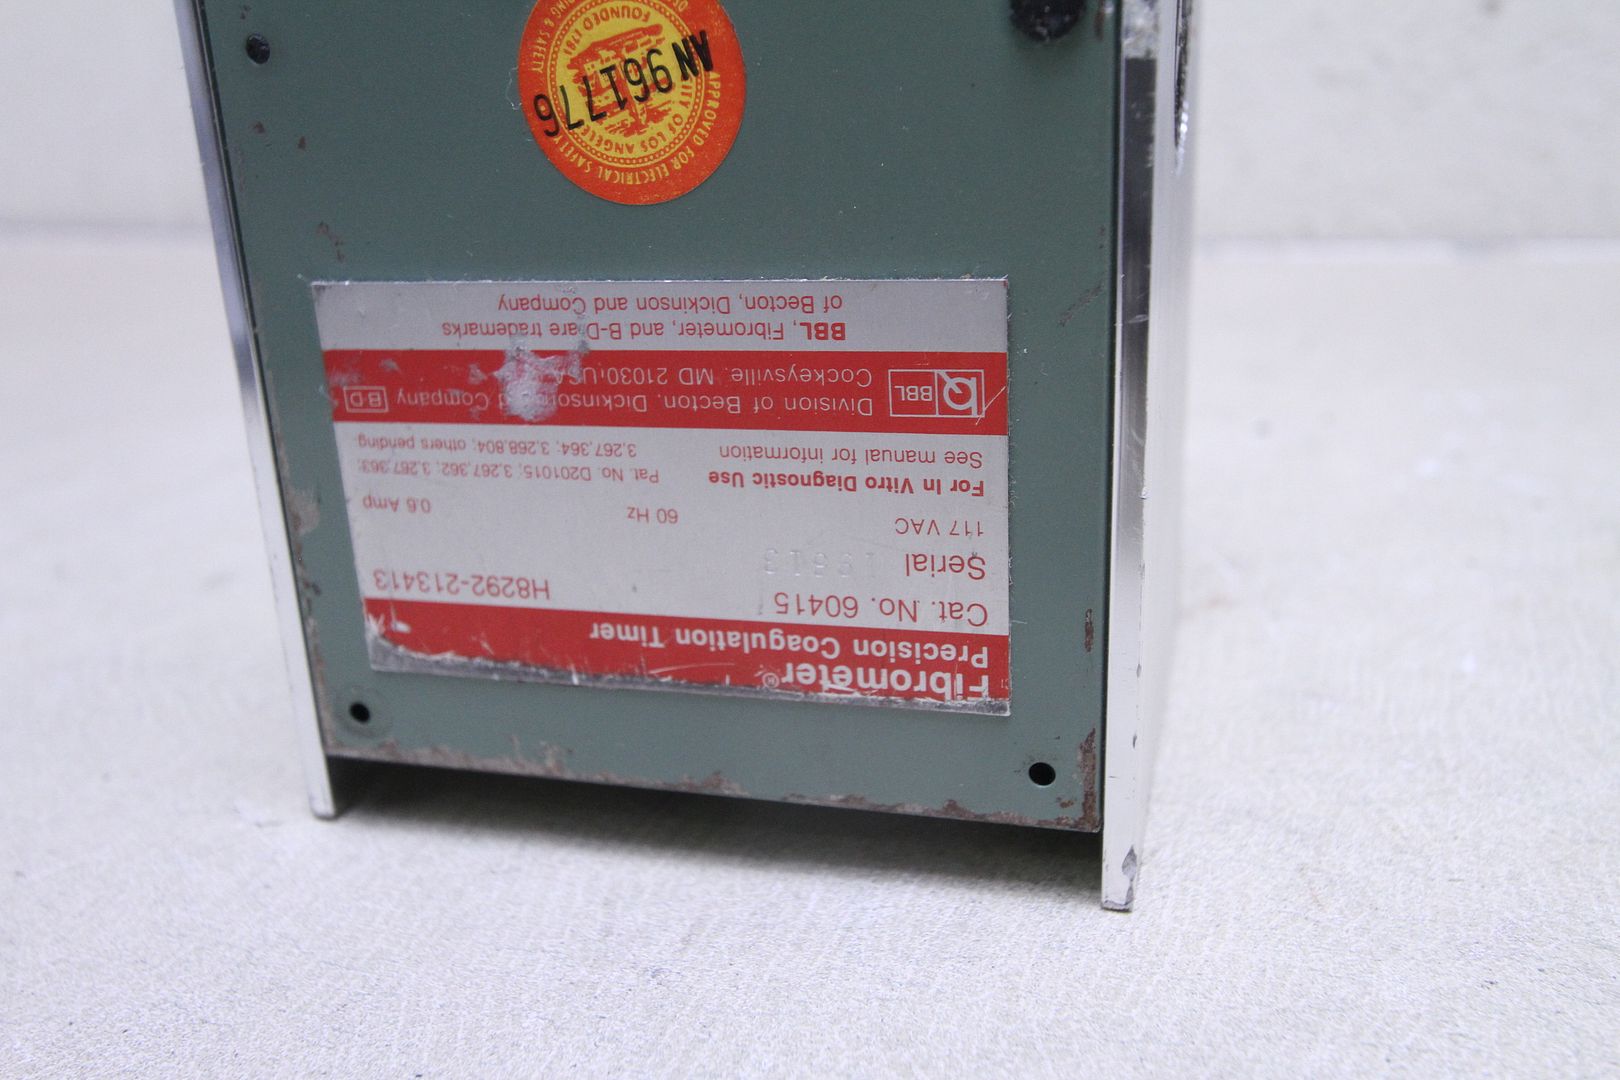 Fibrometer®
Precision Coagulation Timer
Cat. No. 60415 H8292-213413
Serial
117 VAC 60 Hz 0.6 Amp
For In Vitro Diagnostic Use
See manual for information
Pat. No. D201015; 3,267,362; 3,267,363;
3,267,364; 3,268,804; others pending
BBL
Division of Becton, Dickinson and Company B-D
Cockeysville, MD 21030 USA
BBL, Fibrometer, and B-D are trademarks
of Becton, Dickinson and Company
AN 961776
APPROVED FOR ELECTRICAL SAFETY
CITY OF LOS ANGELES
FOUNDED 1781
& SAFETY